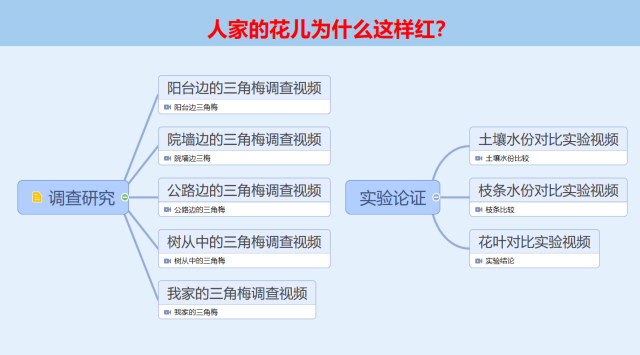 人家的花儿为什么这样红?
阳台边的三角梅调查视频
阳台边三角梅
院墙边的三角梅调查视频
院墙边三梅
调查研究
公路边的三角梅调查视频
公路边的三角梅
树从中的三角梅调查视频
树从中的三角梅
我家的三角梅调查视频
我家的三角梅
土壤水份对比实验视频
土壤水份比较
实验论证
枝条水份对比实验视频
枝条比较
花叶对比实验视频
实验结论